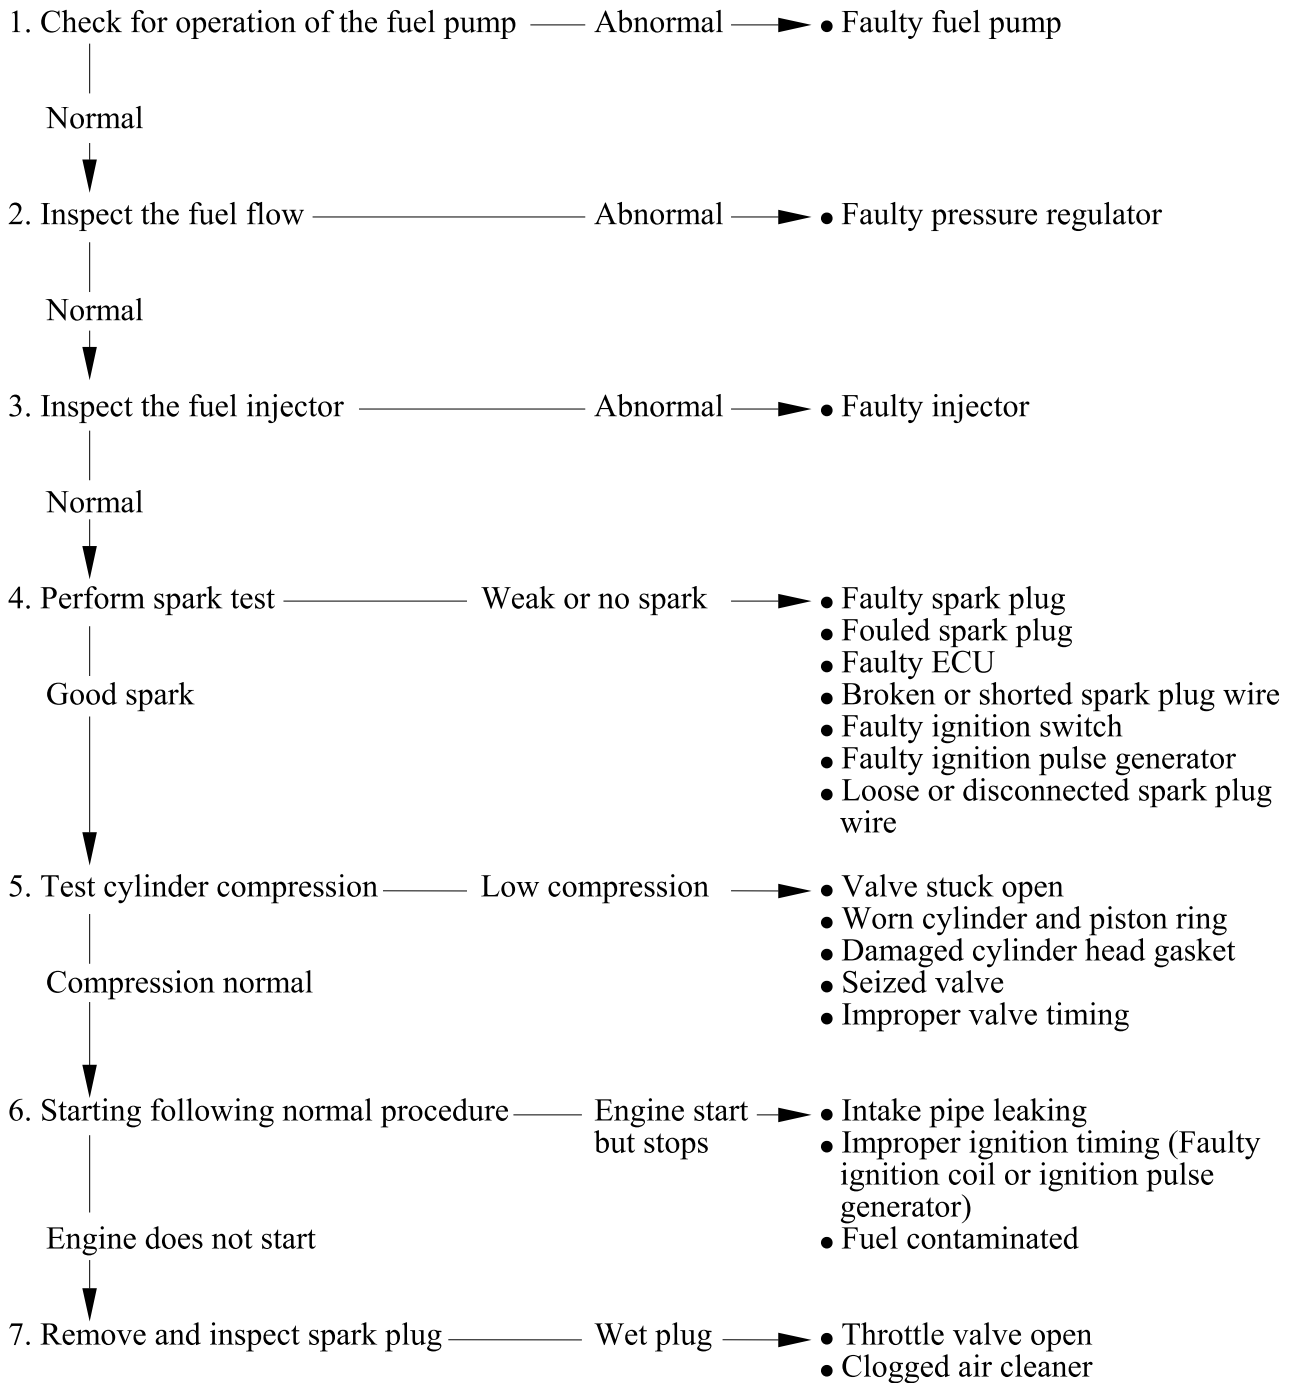 1. Check for operation of the fuel pump Abnormal ● Faulty fuel pump
Normal
2. Inspect the fuel flow Abnormal ● Faulty pressure regulator
Normal
3. Inspect the fuel injector Abnormal ● Faulty injector
Normal
4. Perform spark test Weak or no spark ● Faulty spark plug
● Fouled spark plug
● Faulty ECU
Good spark ● Broken or shorted spark plug wire
● Faulty ignition switch
● Faulty ignition pulse generator
● Loose or disconnected spark plug
wire
5. Test cylinder compression Low compression ● Valve stuck open
● Worn cylinder and piston ring
● Damaged cylinder head gasket
Compression normal ● Seized valve
● Improper valve timing
6. Starting following normal procedure Engine start ● Intake pipe leaking
but stops ● Improper ignition timing (Faulty
ignition coil or ignition pulse
generator)
Engine does not start ● Fuel contaminated
7. Remove and inspect spark plug Wet plug ● Throttle valve open
● Clogged air cleaner